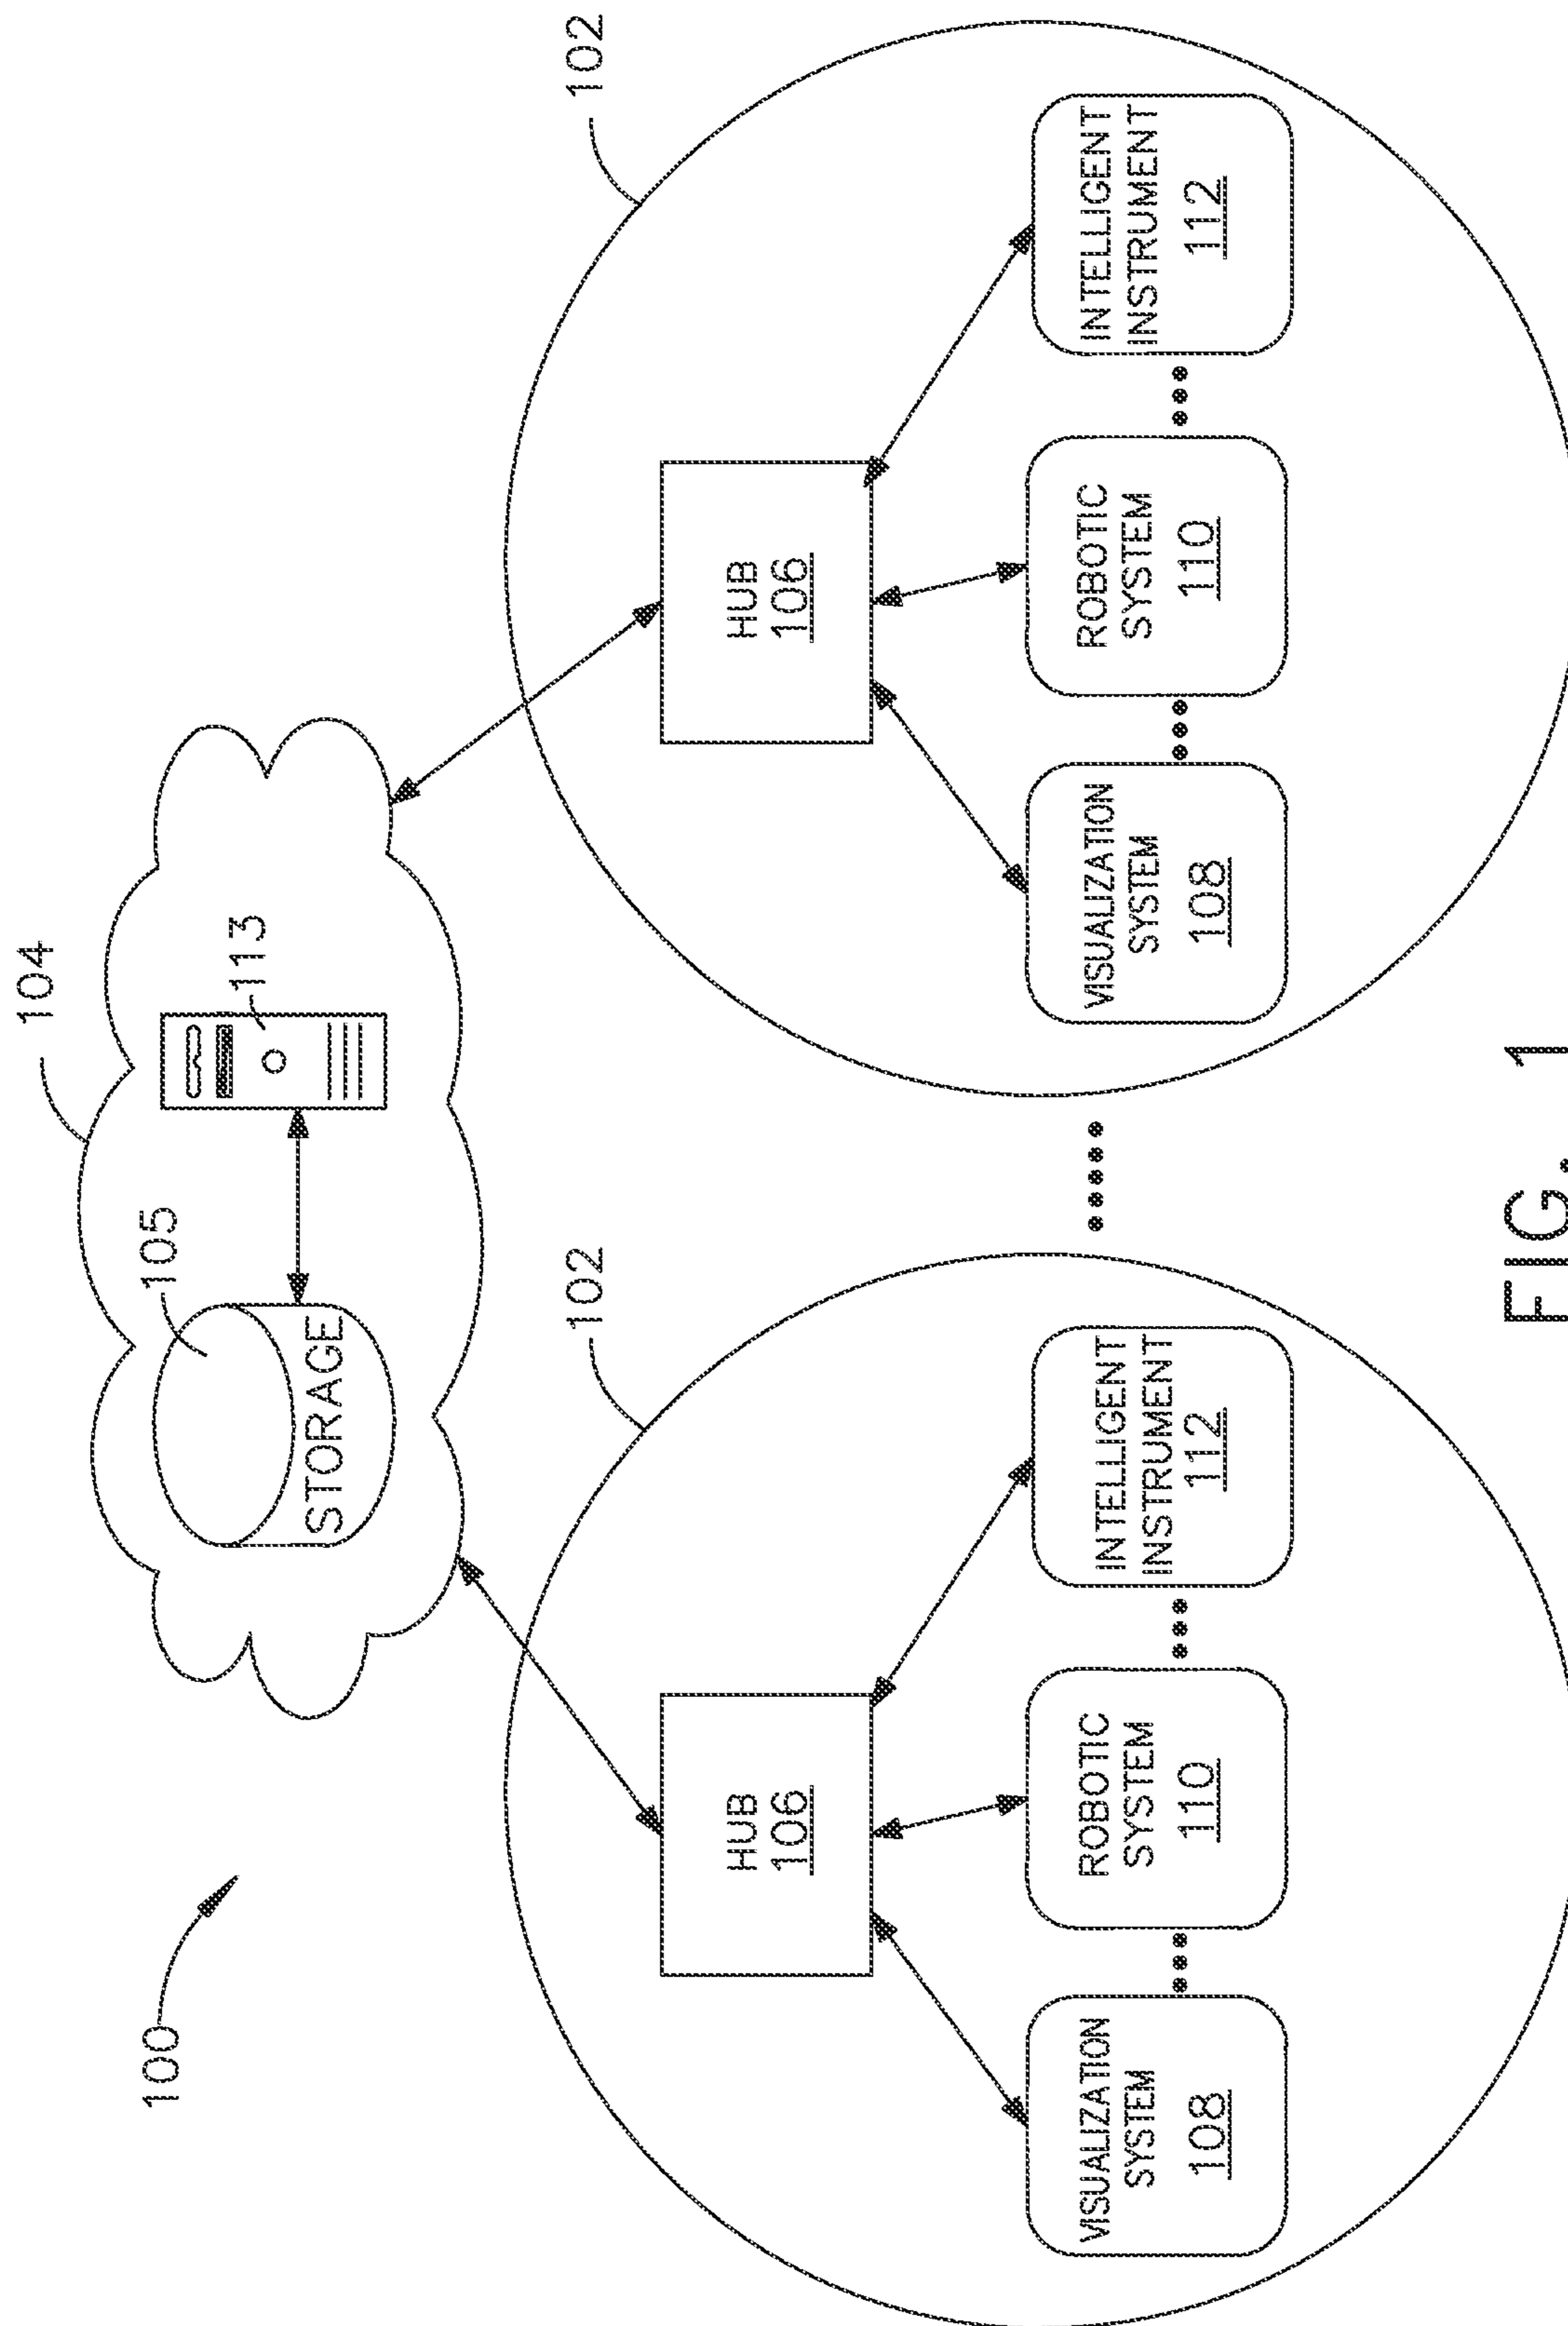 100
104
105
STORAGE
113
102
HUB
106
VISUALIZATION
SYSTEM
108
ROBOTIC
SYSTEM
110
INTELLIGENT
INSTRUMENT
112
102
HUB
106
VISUALIZATION
SYSTEM
108
ROBOTIC
SYSTEM
110
INTELLIGENT
INSTRUMENT
112
FIG. 1